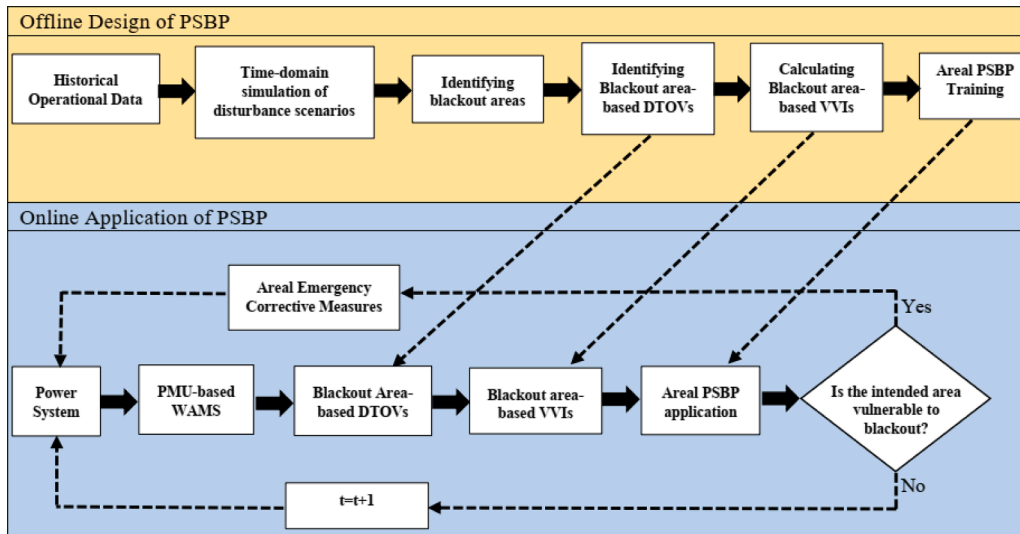 Offline Design of PSBP
Historical
Operational Data
Time-domain
simulation of
disturbance scenarios
Identifying
blackout areas
Identifying
Blackout area-
based DTOVs
Calculating
Blackout area-
based VVIs
Areal PSBP
Training
Online Application of PSBP
Areal Emergency
Corrective Measures
Yes
Power
System
PMU-based
WAMS
Blackout Area-
based DTOVs
Blackout area-
based VVIs
Areal PSBP
application
Is the intended area
vulnerable to
blackout?
No
t=t+1